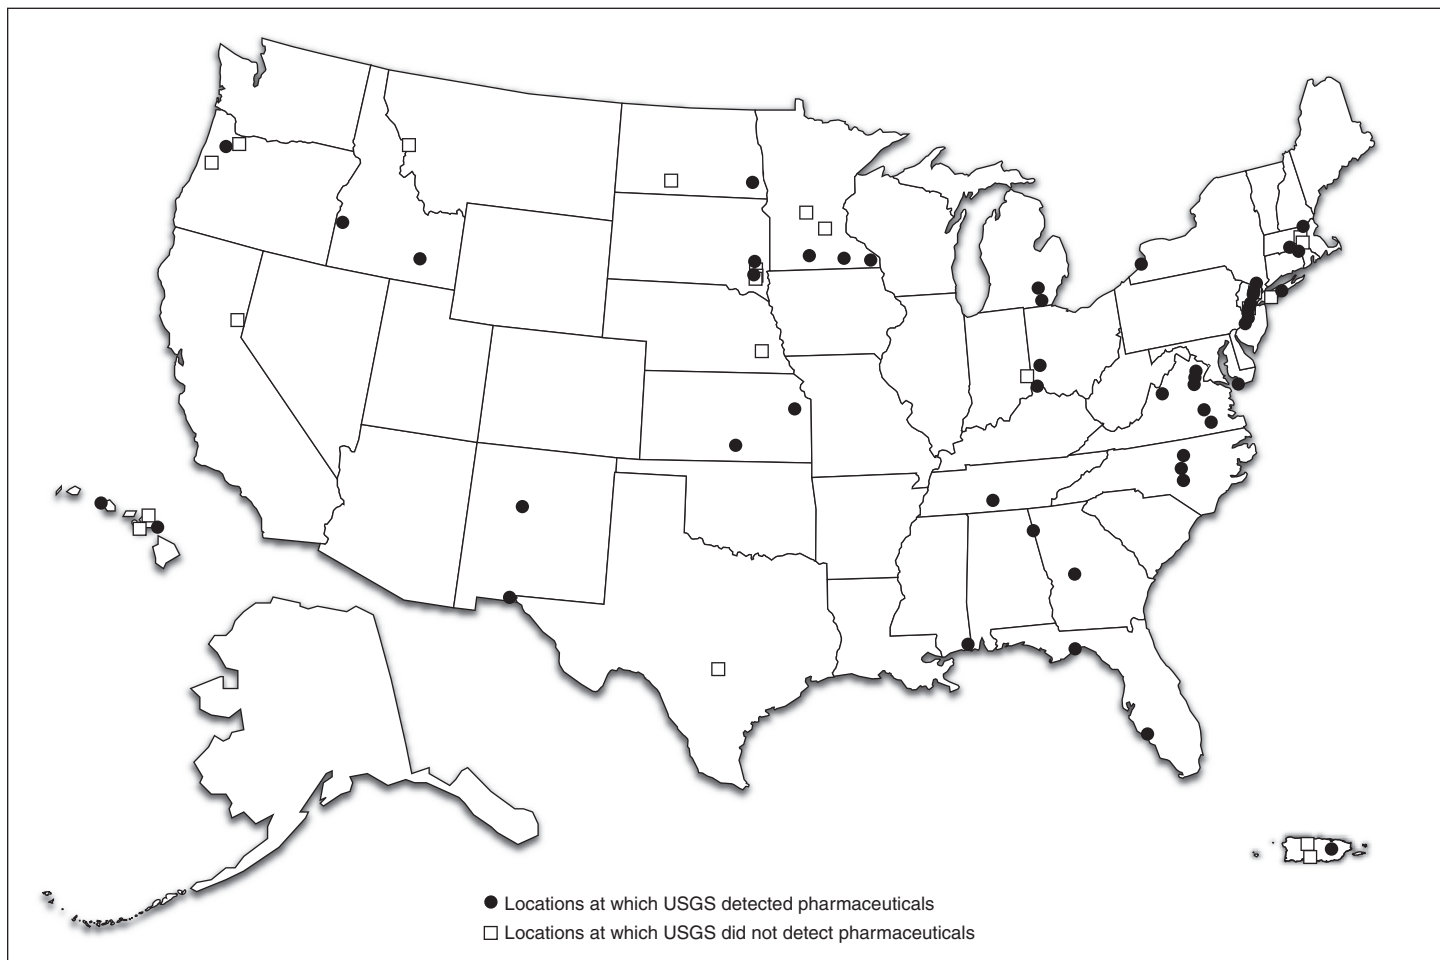 Locations at which USGS detected pharmaceuticals
Locations at which USGS did not detect pharmaceuticals